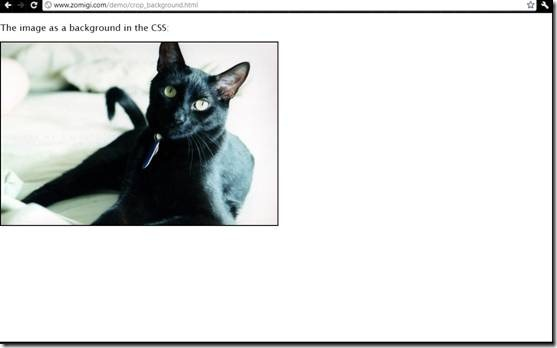 www.zomigi.com/demo/crop_background.html
The image as a background in the CSS: